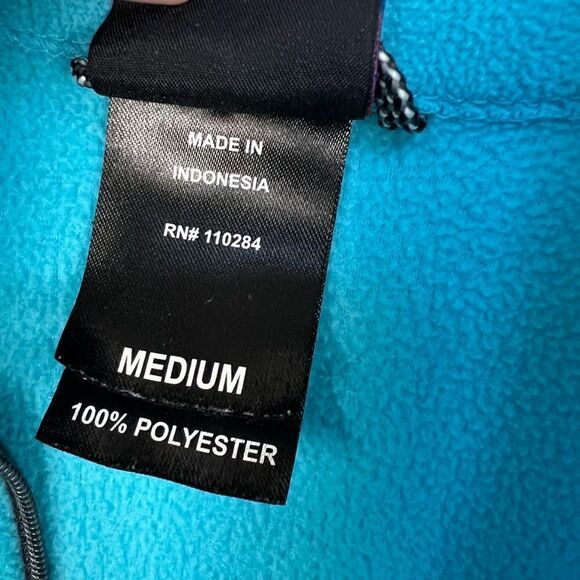 MADE IN
INDONESIA
RN# 110284
MEDIUM
100% POLYESTER